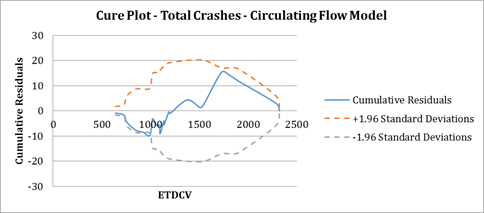 Cure Plot - Total Crashes - Circulating Flow Model
30
20
10
0
-10
-20
-30
0 500 1000 1500 2000 2500
Cumulative Residuals
ETDCV
Cumulative Residuals
+1.96 Standard Deviations
-1.96 Standard Deviations